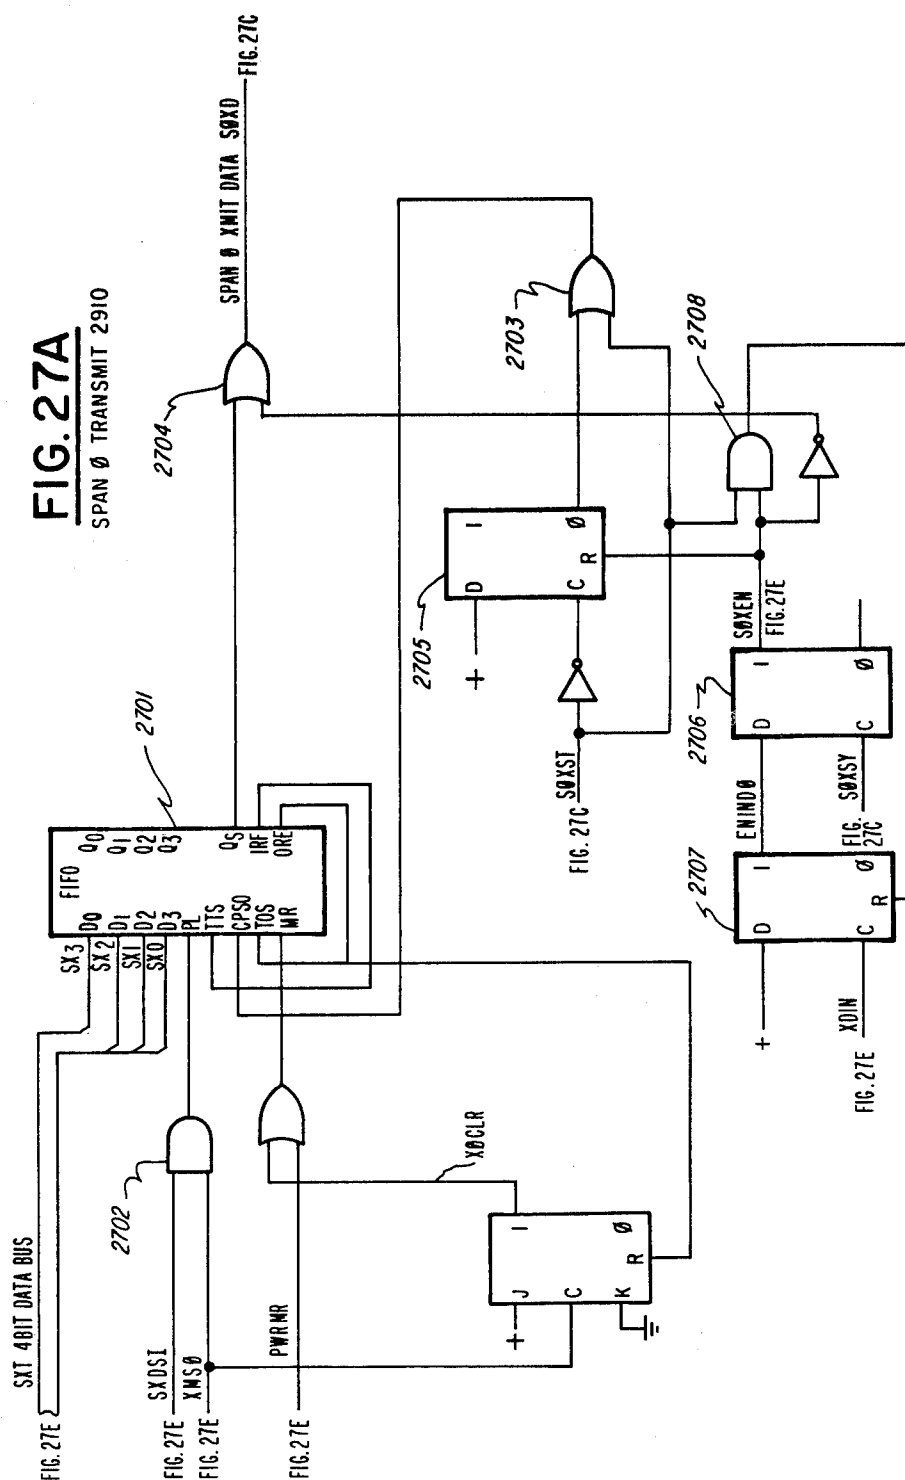 FIG.27A
SPAN Ø TRANSMIT 2910
SXT 4BIT DATA BUS
FIG.27E
SX3
SX2
SX1
SX0
FIFO
D0
D1
D2
D3
PL
TTS
CPSO
TOS
MR
Q0
Q1
Q2
Q3
QS
IRF
ORE
2701
2702
SXDSI
FIG.27E
XMSØ
FIG.27E
PWRMR
FIG.27E
XØCLR
+
J
C
K
I
Ø
R
2704
SPAN Ø XMIT DATA SØXD
FIG.27C
2703
2705
+
D
C
I
Ø
R
SØXST
FIG.27C
2708
SØXEN
FIG.27E
2706
D
C
I
Ø
ENINDØ
SØXSY
FIG.
27C
2707
+
D
C
I
Ø
R
XDIN
FIG.27E